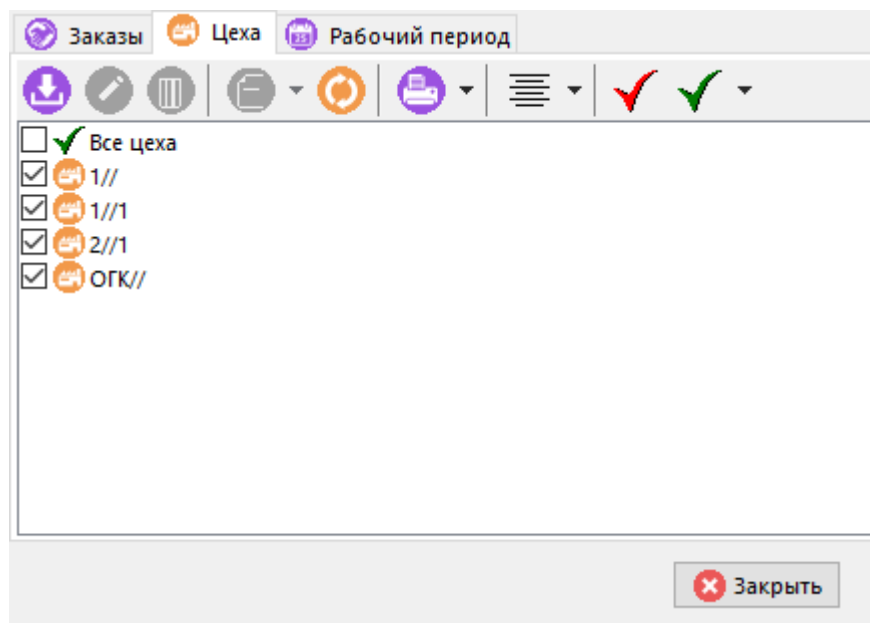 Заказы Цеха Рабочий период
Все цеха
1//
1//1
2//1
ОГК//
Закрыть